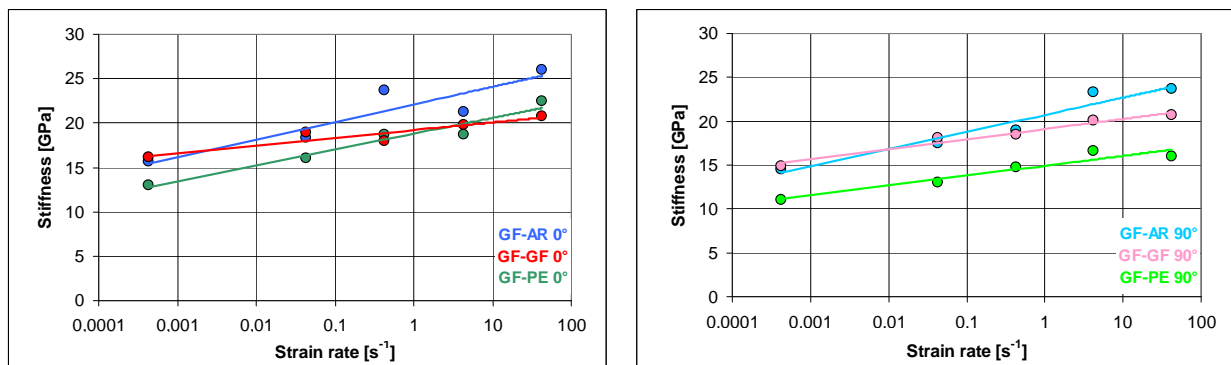 30
25
20
15
10
5
0
Stiffness [GPa]
GF-AR 0°
GF-GF 0°
GF-PE 0°
0.0001 0.001 0.01 0.1 1 10 100
Strain rate [s⁻¹]
30
25
20
15
10
5
0
Stiffness [GPa]
GF-AR 90°
GF-GF 90°
GF-PE 90°
0.0001 0.001 0.01 0.1 1 10 100
Strain rate [s⁻¹]